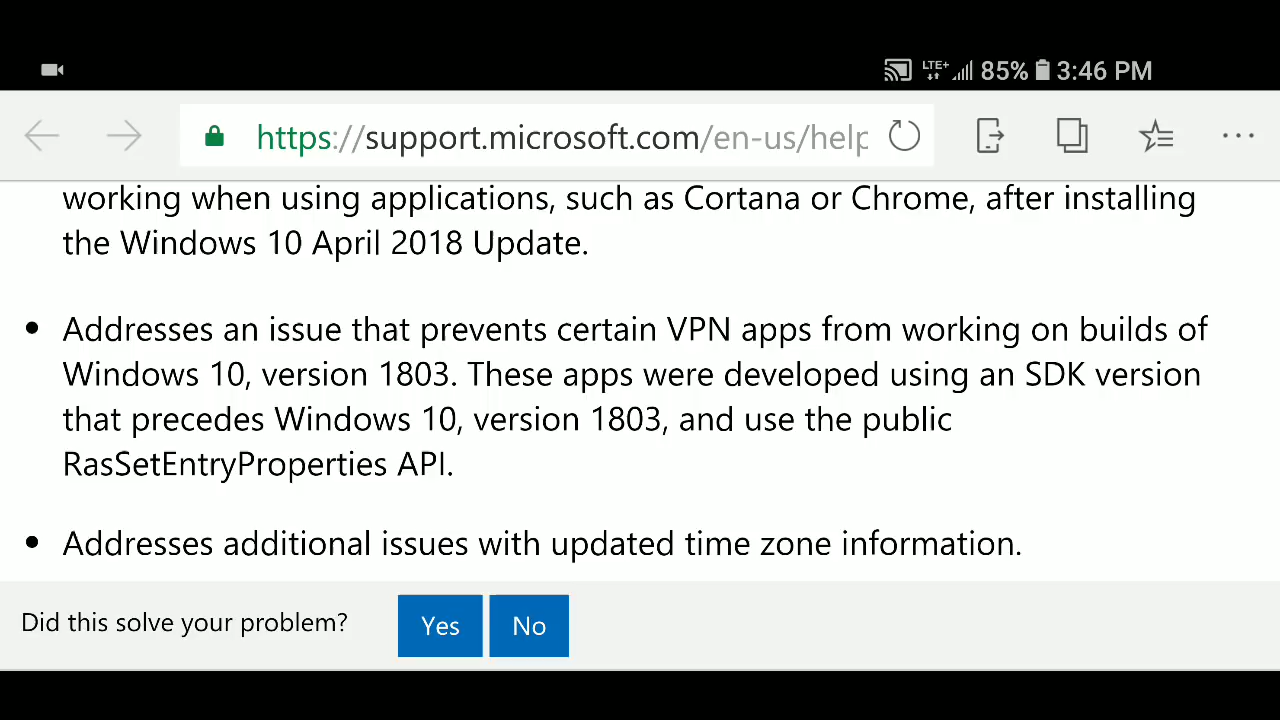 LTE+ 85% 3:46 PM
https://support.microsoft.com/en-us/help
working when using applications, such as Cortana or Chrome, after installing
the Windows 10 April 2018 Update.
• Addresses an issue that prevents certain VPN apps from working on builds of
Windows 10, version 1803. These apps were developed using an SDK version
that precedes Windows 10, version 1803, and use the public
RasSetEntryProperties API.
• Addresses additional issues with updated time zone information.
Did this solve your problem? Yes No